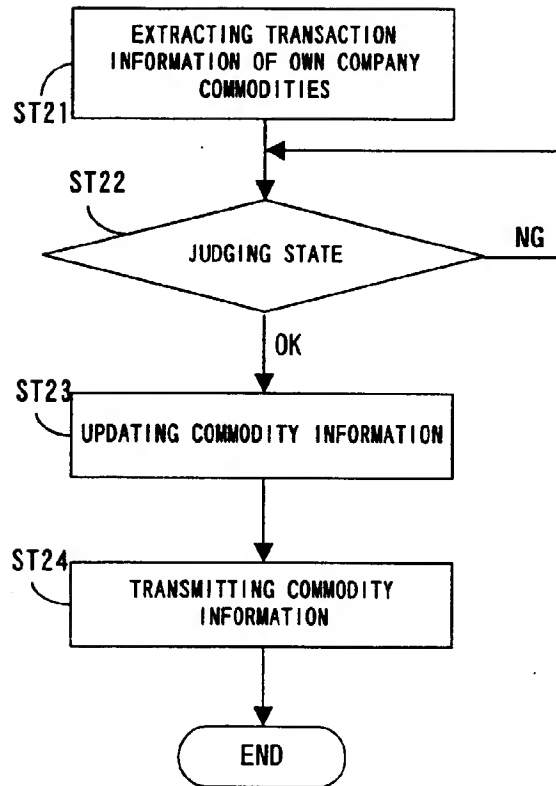 EXTRACTING TRANSACTION
INFORMATION OF OWN COMPANY
COMMODITIES
ST21
ST22
JUDGING STATE
NG
OK
ST23
UPDATING COMMODITY INFORMATION
ST24
TRANSMITTING COMMODITY
INFORMATION
END